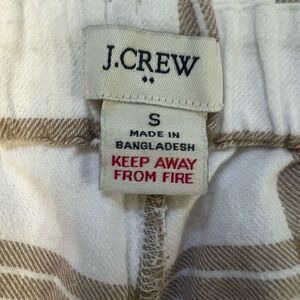 J.CREW
S
MADE IN
BANGLADESH
KEEP AWAY
FROM FIRE